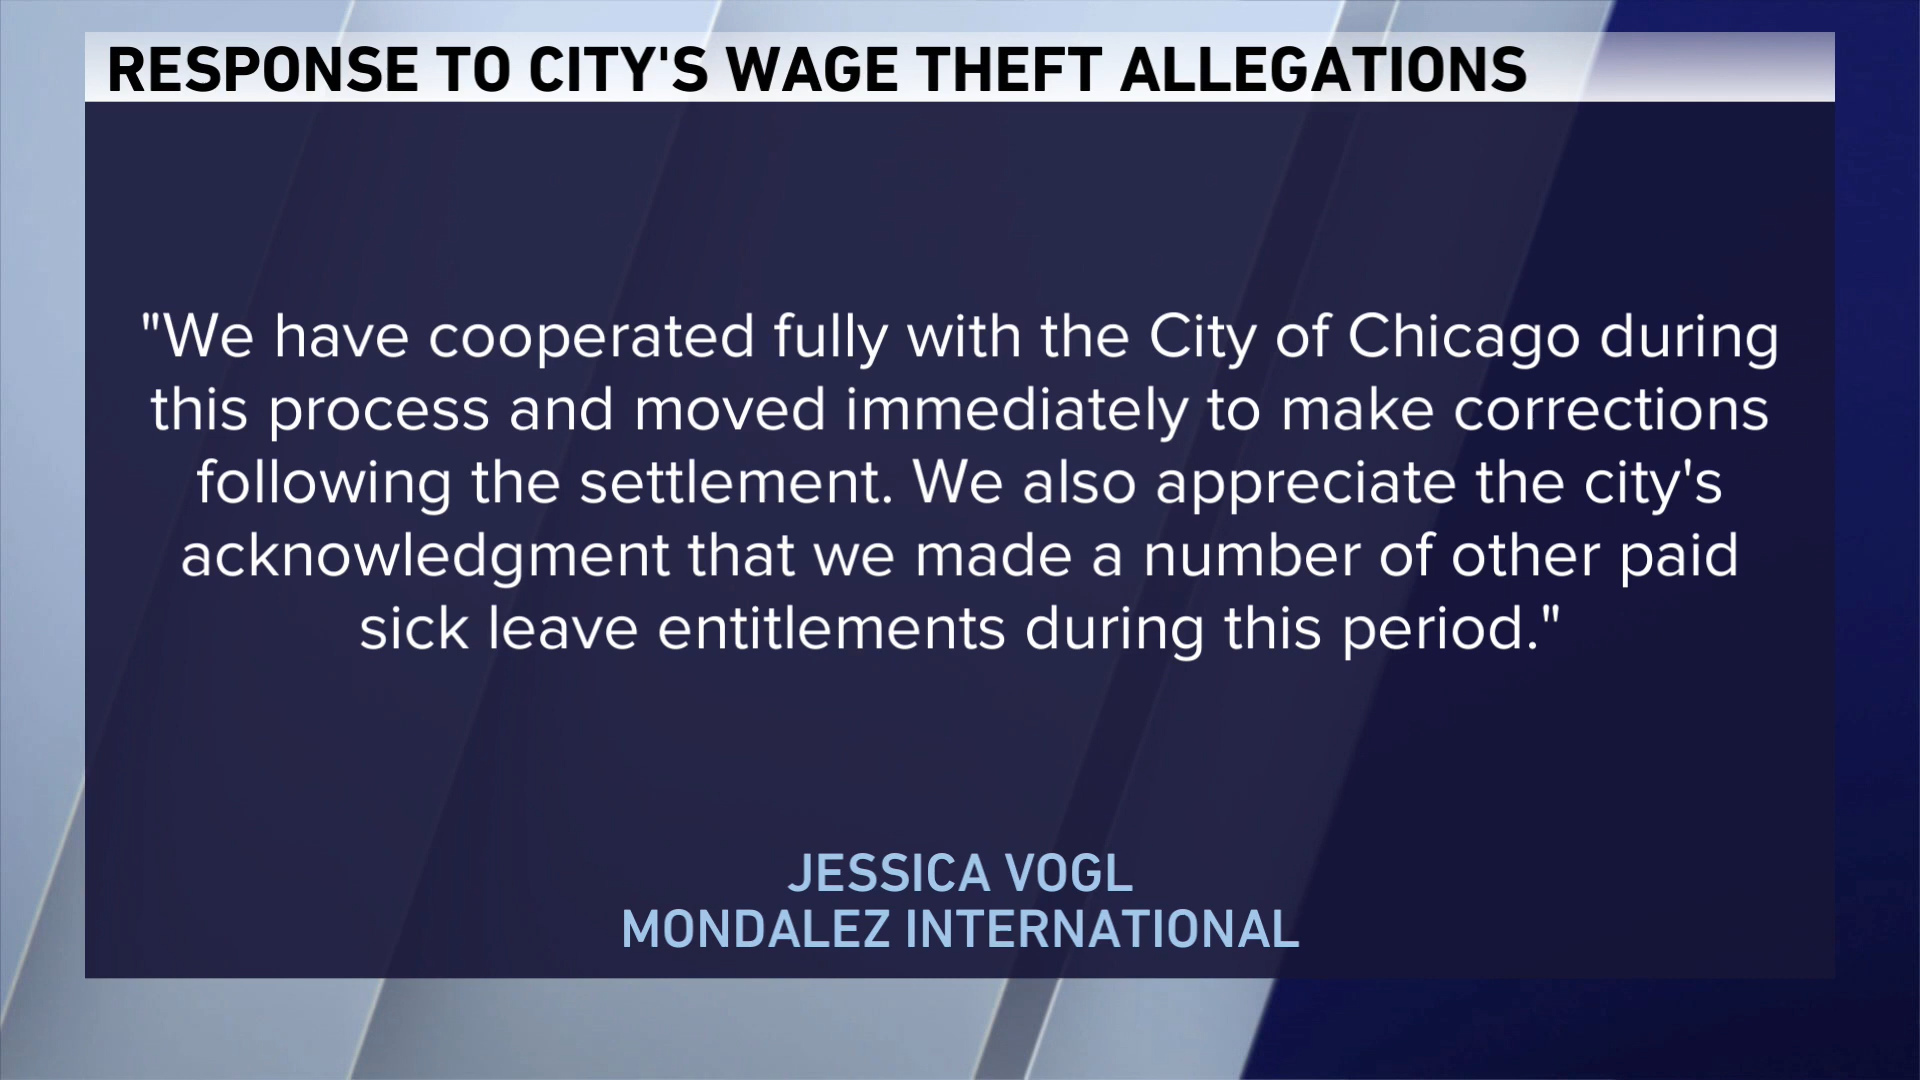 RESPONSE TO CITY'S WAGE THEFT ALLEGATIONS
"We have cooperated fully with the City of Chicago during
this process and moved immediately to make corrections
following the settlement. We also appreciate the city's
acknowledgment that we made a number of other paid
sick leave entitlements during this period."
JESSICA VOGL
MONDALEZ INTERNATIONAL